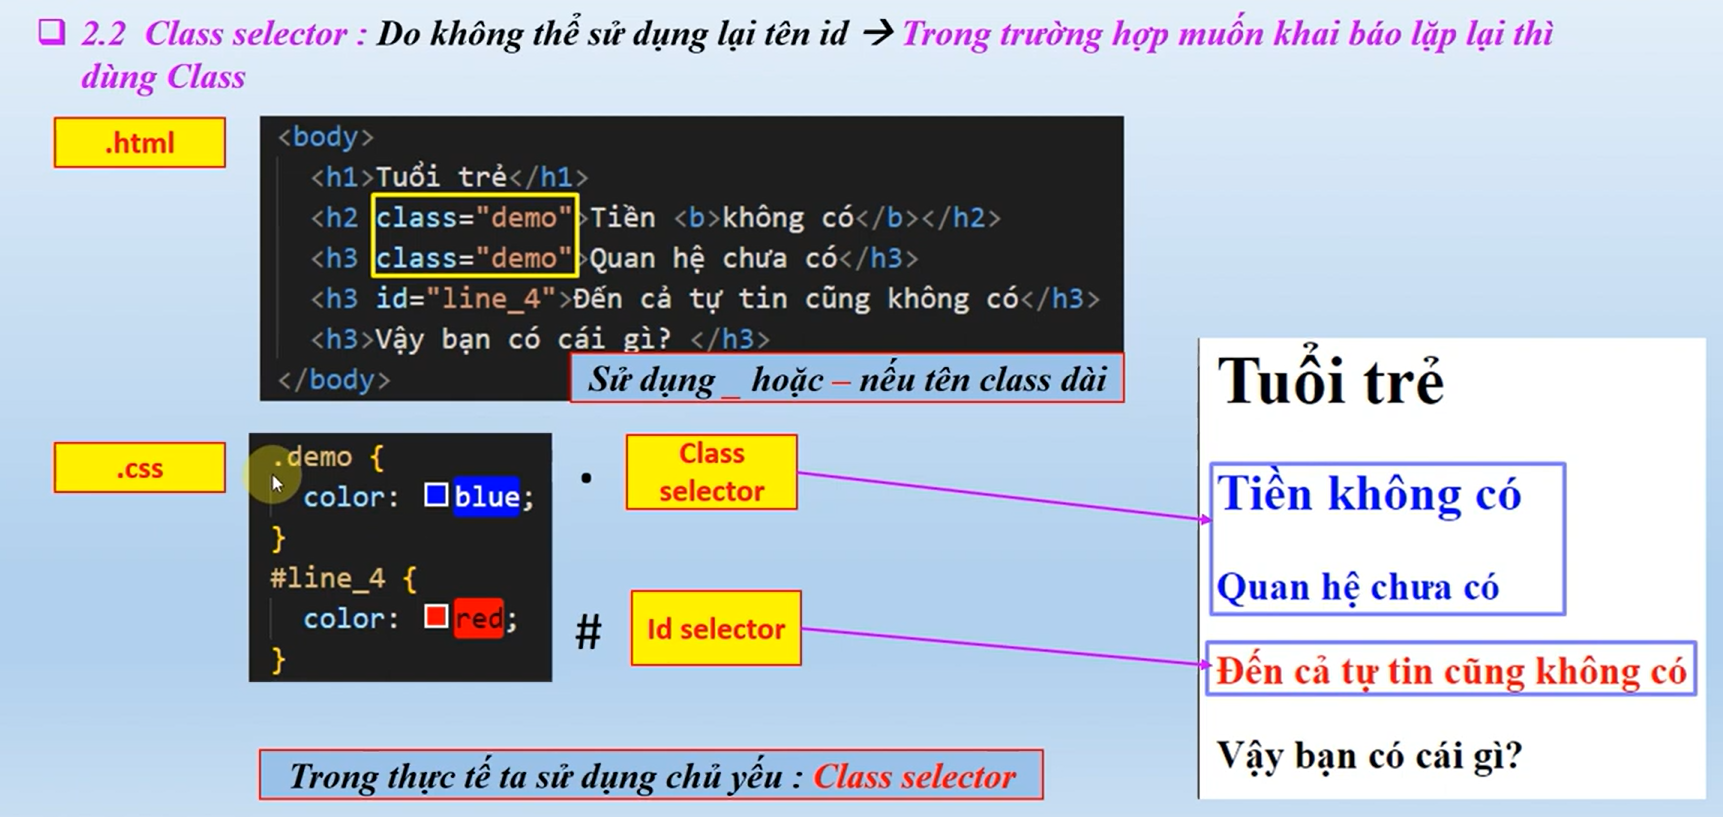 ❑ 2.2 Class selector : Do không thể sử dụng lại tên id → Trong trường hợp muốn khai báo lặp lại thì
dùng Class
.html
<body>
<h1>Tuổi trẻ</h1>
<h2 class="demo">Tiền <b>không có</b></h2>
<h3 class="demo">Quan hệ chưa có</h3>
<h3 id="line_4">Đến cả tự tin cũng không có</h3>
<h3>Vậy bạn có cái gì? </h3>
</body>
Sử dụng _ hoặc – nếu tên class dài
.css
.demo {
color: blue;
}
#line_4 {
color: red;
}
.
Class
selector
#
Id selector
Tuổi trẻ
Tiền không có
Quan hệ chưa có
Đến cả tự tin cũng không có
Vậy bạn có cái gì?
Trong thực tế ta sử dụng chủ yếu : Class selector